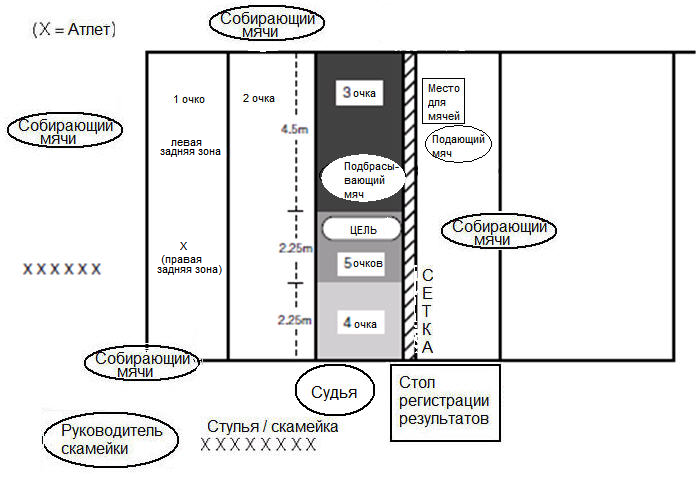 (X = Атлет)
Собирающий
мячи
1 очко
2 очка
3 очка
Место
для
мячей
Собирающий
мячи
4.5m
левая
задняя зона
Подающий
мяч
Подбрасы-
вающий
мяч
ЦЕЛЬ
Собирающий
мячи
X
(правая
задняя зона)
2.25m
5 очков
X X X X X X
С
Е
Т
К
А
2.25m
4 очка
Собирающий
мячи
Судья
Стол
регистрации
результатов
Руководитель
скамейки
Стулья / скамейка
X X X X X X X X